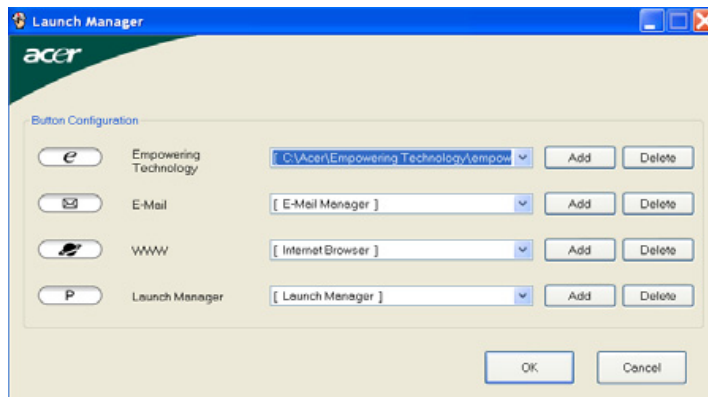 Launch Manager
acer
Button Configuration
e
Empowering
Technology
[ C:\Acer\Empowering Technology\empow
Add
Delete
E-Mail
[ E-Mail Manager ]
Add
Delete
WWW
[ Internet Browser ]
Add
Delete
P
Launch Manager
[ Launch Manager ]
Add
Delete
OK
Cancel